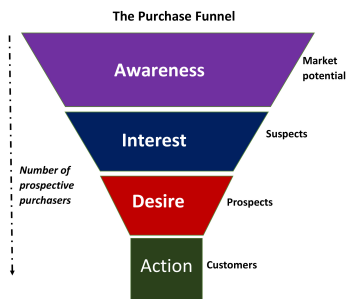 The Purchase Funnel
Awareness
Market
potential
Interest
Suspects
Number of
prospective
purchasers
Desire
Prospects
Action
Customers